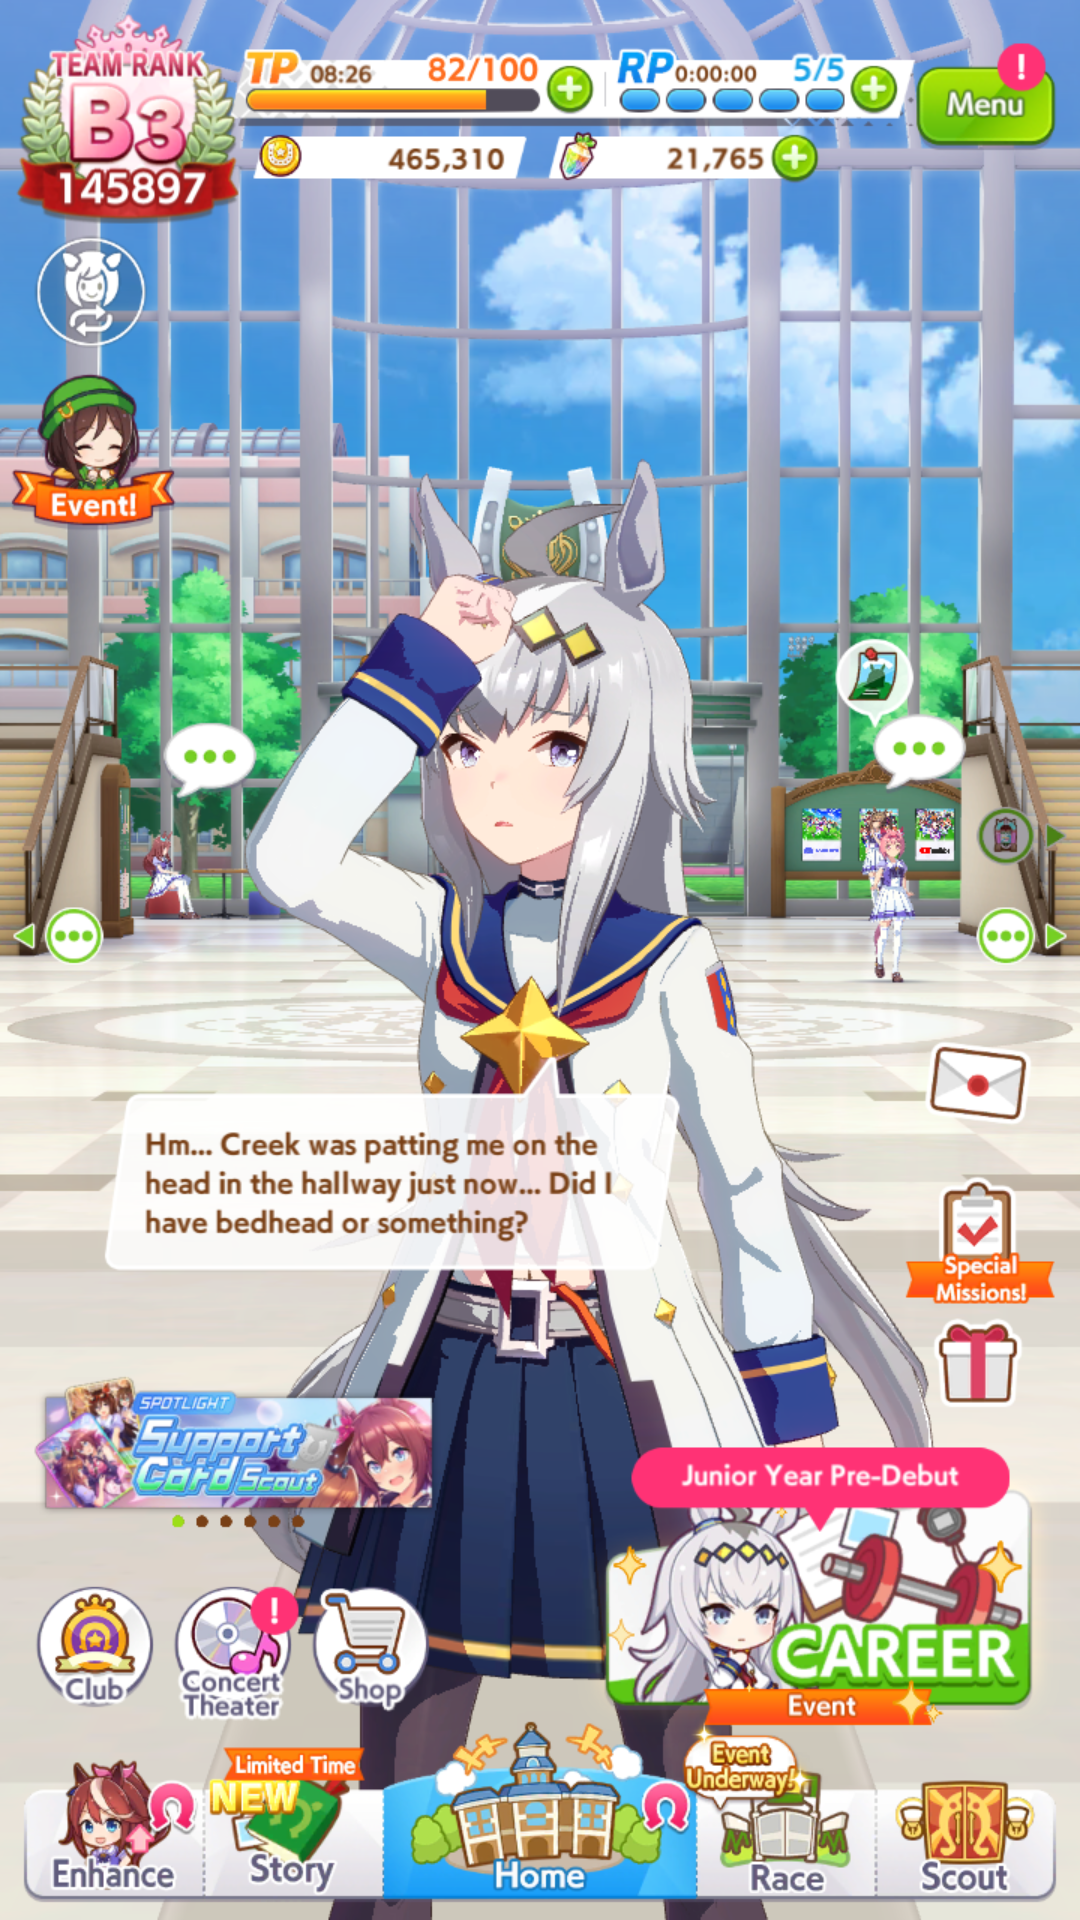 TEAM RANK
B3
145897
TP 08:26 82/100
RP 0:00:00 5/5
Menu
465,310
21,765
Event!
Hm... Creek was patting me on the
head in the hallway just now... Did I
have bedhead or something?
Special
Missions!
SPOTLIGHT
Support
Card Scout
Junior Year Pre-Debut
CAREER
Event
Club
Concert
Theater
Shop
Limited Time
NEW
Event
Underway!
Enhance
Story
Home
Race
Scout